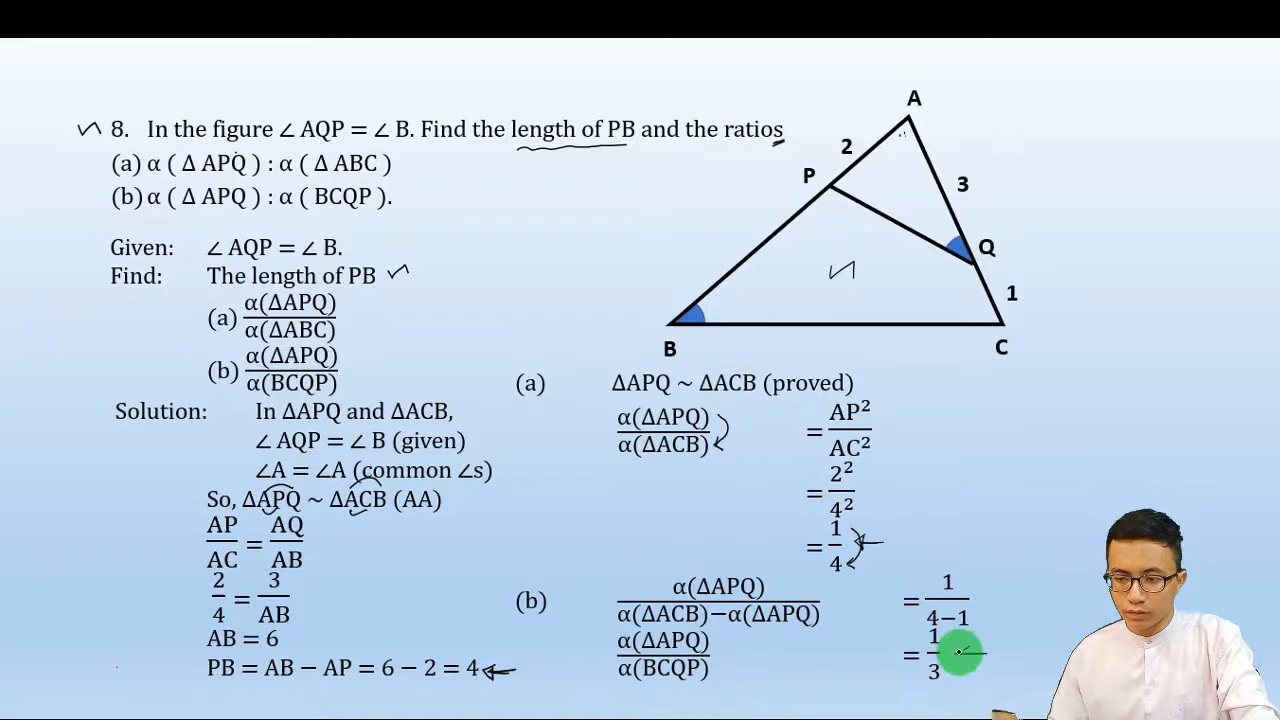 8. In the figure ∠ AQP = ∠ B. Find the length of PB and the ratios
(a) α ( Δ APQ ) : α ( Δ ABC )
(b) α ( Δ APQ ) : α ( BCQP ).
Given: ∠ AQP = ∠ B.
Find: The length of PB
(a) α(ΔAPQ)
α(ΔABC)
(b) α(ΔAPQ)
α(BCQP)
Solution: In ΔAPQ and ΔACB,
∠ AQP = ∠ B (given)
∠A = ∠A (common ∠s)
So, ΔAPQ ~ ΔACB (AA)
AP/AC = AQ/AB
2/4 = 3/AB
AB = 6
PB = AB − AP = 6 − 2 = 4
A
2
P
3
Q
1
B
C
(a) ΔAPQ ~ ΔACB (proved)
α(ΔAPQ)/α(ΔACB) = AP²/AC²
= 2²/4²
= 1/4
(b) α(ΔAPQ)/α(ΔACB)−α(ΔAPQ) = 1/4−1
α(ΔAPQ)/α(BCQP) = 1/3